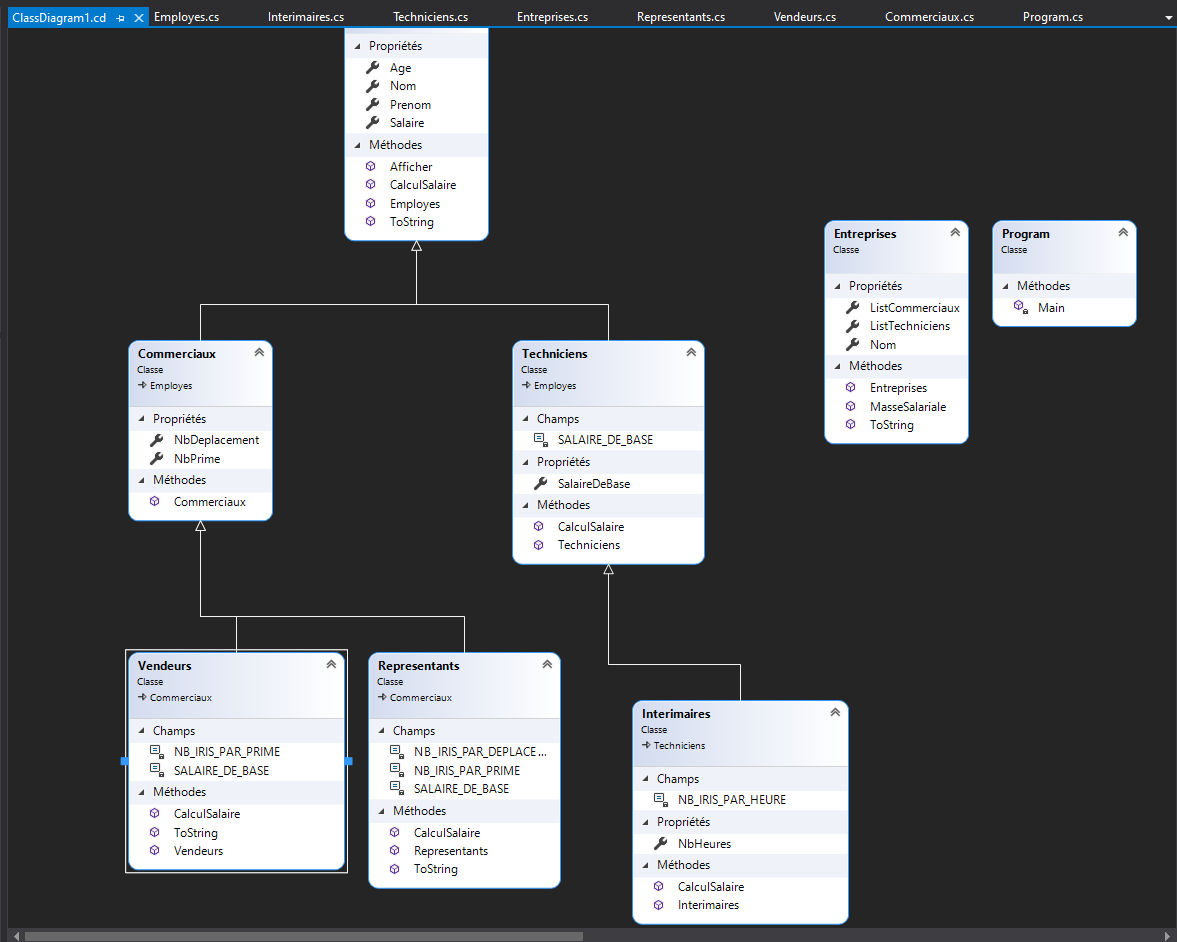 ClassDiagram1.cd
Employes.cs
Interimaires.cs
Techniciens.cs
Entreprises.cs
Representants.cs
Vendeurs.cs
Commerciaux.cs
Program.cs
Propriétés
Age
Nom
Prenom
Salaire
Méthodes
Afficher
CalculSalaire
Employes
ToString
Entreprises
Classe
Propriétés
ListCommerciaux
ListTechniciens
Nom
Méthodes
Entreprises
MasseSalariale
ToString
Program
Classe
Méthodes
Main
Commerciaux
Classe
Employes
Propriétés
NbDeplacement
NbPrime
Méthodes
Commerciaux
Techniciens
Classe
Employes
Champs
SALAIRE_DE_BASE
Propriétés
SalaireDeBase
Méthodes
CalculSalaire
Techniciens
Vendeurs
Classe
Commerciaux
Champs
NB_IRIS_PAR_PRIME
SALAIRE_DE_BASE
Méthodes
CalculSalaire
ToString
Vendeurs
Representants
Classe
Commerciaux
Champs
NB_IRIS_PAR_DEPLACE...
NB_IRIS_PAR_PRIME
SALAIRE_DE_BASE
Méthodes
CalculSalaire
Representants
ToString
Interimaires
Classe
Techniciens
Champs
NB_IRIS_PAR_HEURE
Propriétés
NbHeures
Méthodes
CalculSalaire
Interimaires